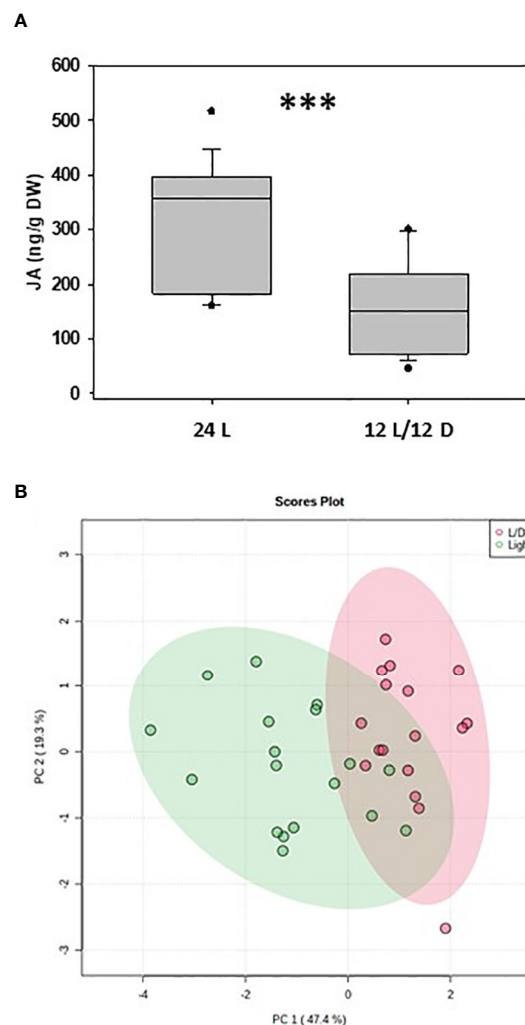 A
600
500
400
300
200
100
0
JA (ng/g DW)
***
24 L
12 L/12 D
B
Scores Plot
L/D
Ligh
3
2
1
0
-1
-2
-3
PC 2 ( 19.3 %)
-4
-2
0
2
PC 1 ( 47.4 %)